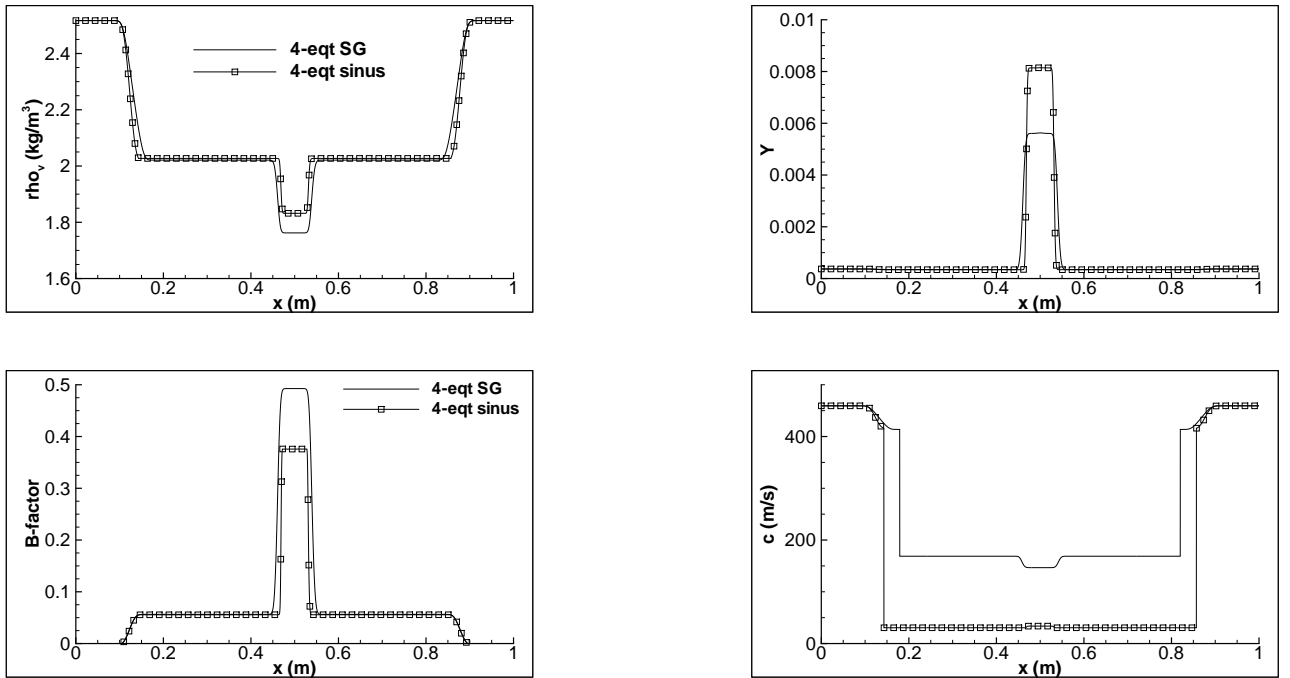 2.4
2.2
2
1.8
1.6
rho_v (kg/m^3)
4-eqt SG
4-eqt sinus
0 0.2 0.4 0.6 0.8 1
x (m)
0.01
0.008
0.006
0.004
0.002
0
Y
0 0.2 0.4 0.6 0.8 1
x (m)
0.5
0.4
0.3
0.2
0.1
0
B-factor
4-eqt SG
4-eqt sinus
0 0.2 0.4 0.6 0.8 1
x (m)
400
200
0
c (m/s)
0 0.2 0.4 0.6 0.8 1
x (m)